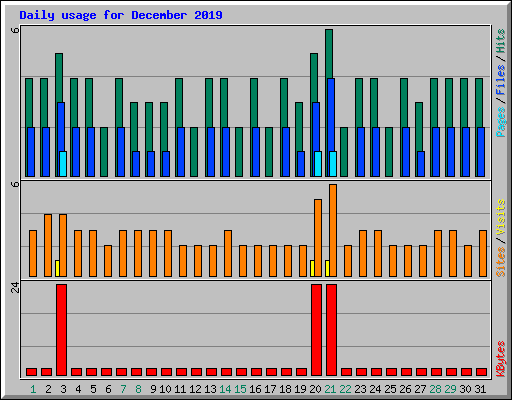 Daily usage for December 2019
6
Pages / Files / Hits
6
Sites / Visits
24
KBytes
1 2 3 4 5 6 7 8 9 10 11 12 13 14 15 16 17 18 19 20 21 22 23 24 25 26 27 28 29 30 31